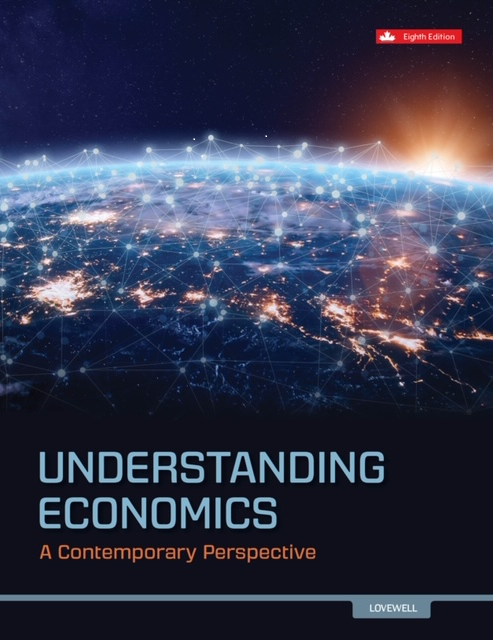 Eighth Edition
UNDERSTANDING
ECONOMICS
A Contemporary Perspective
LOVEWELL